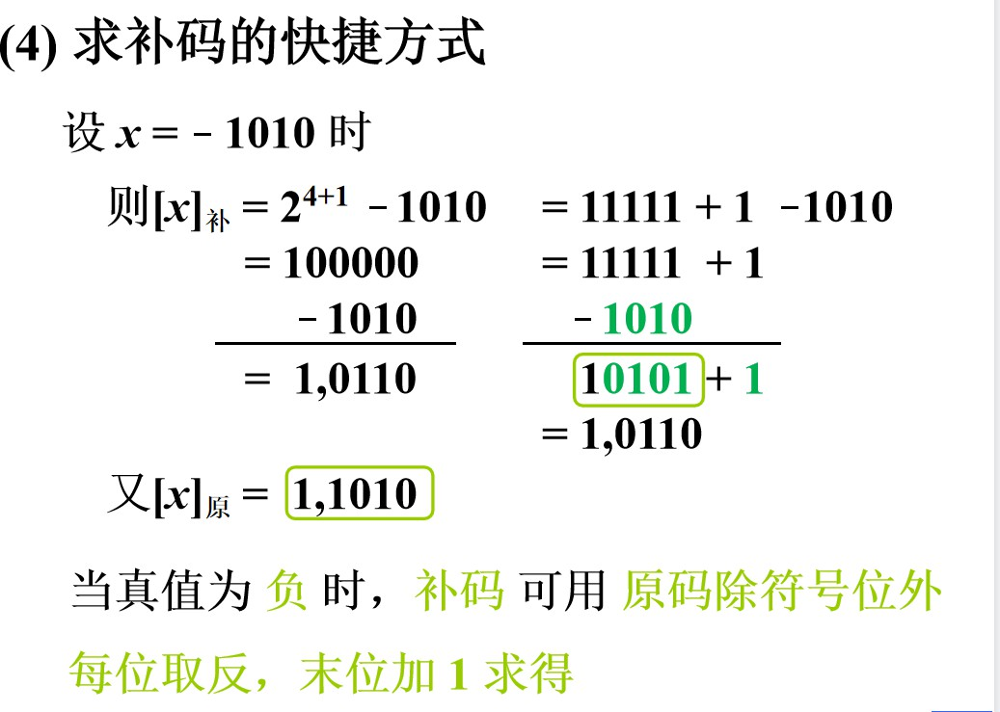 (4) 求补码的快捷方式
设 x = – 1010 时
则[x]补 = 2⁴⁺¹ – 1010 = 11111 + 1 –1010
= 100000 = 11111 + 1
– 1010 – 1010
= 1,0110 10101 + 1
= 1,0110
又[x]原 = 1,1010
当真值为 负 时，补码 可用 原码除符号位外
每位取反，末位加 1 求得